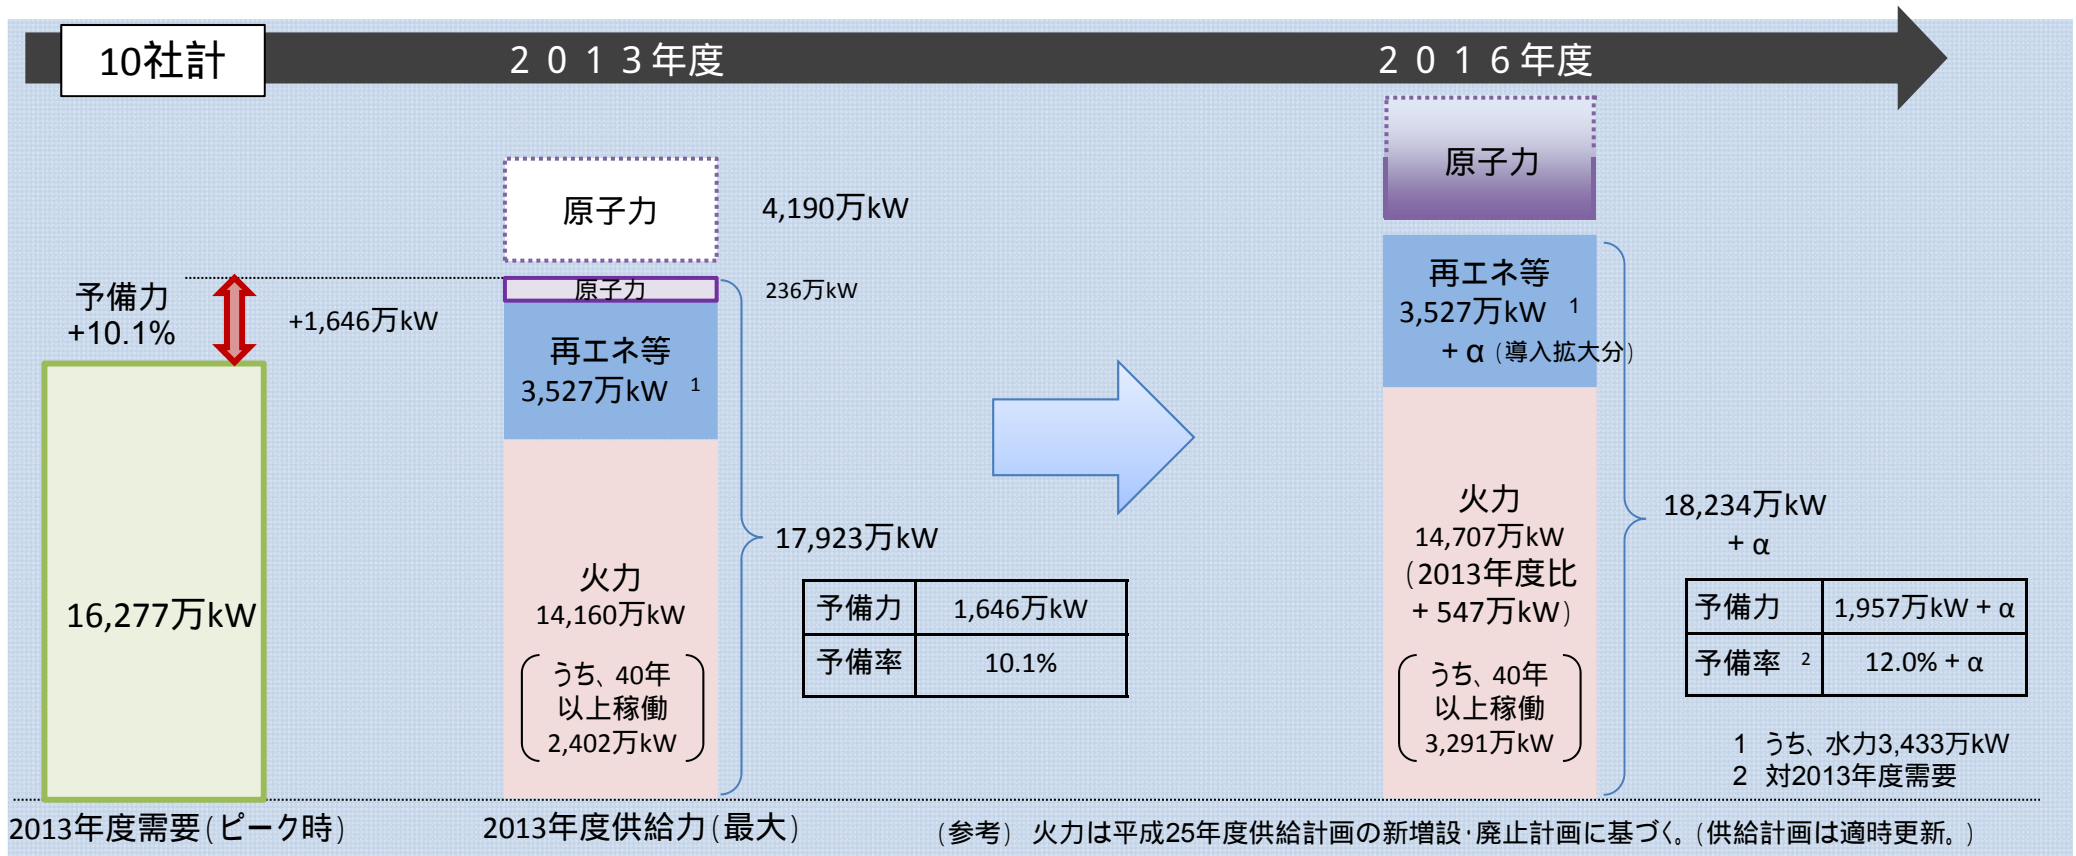 10社計
２０１３年度
２０１６年度
予備力
+10.1%
+1,646万kW
16,277万kW
2013年度需要(ピーク時)
原子力
4,190万kW
原子力
236万kW
再エネ等
3,527万kW 1
火力
14,160万kW
うち、40年
以上稼働
2,402万kW
17,923万kW
予備力 1,646万kW
予備率 10.1%
2013年度供給力(最大)
原子力
再エネ等
3,527万kW 1
+ α (導入拡大分)
火力
14,707万kW
(2013年度比
+ 547万kW)
うち、40年
以上稼働
3,291万kW
18,234万kW
+ α
予備力 1,957万kW + α
予備率 2 12.0% + α
1 うち、水力3,433万kW
2 対2013年度需要
(参考) 火力は平成25年度供給計画の新増設･廃止計画に基づく。(供給計画は適時更新。)